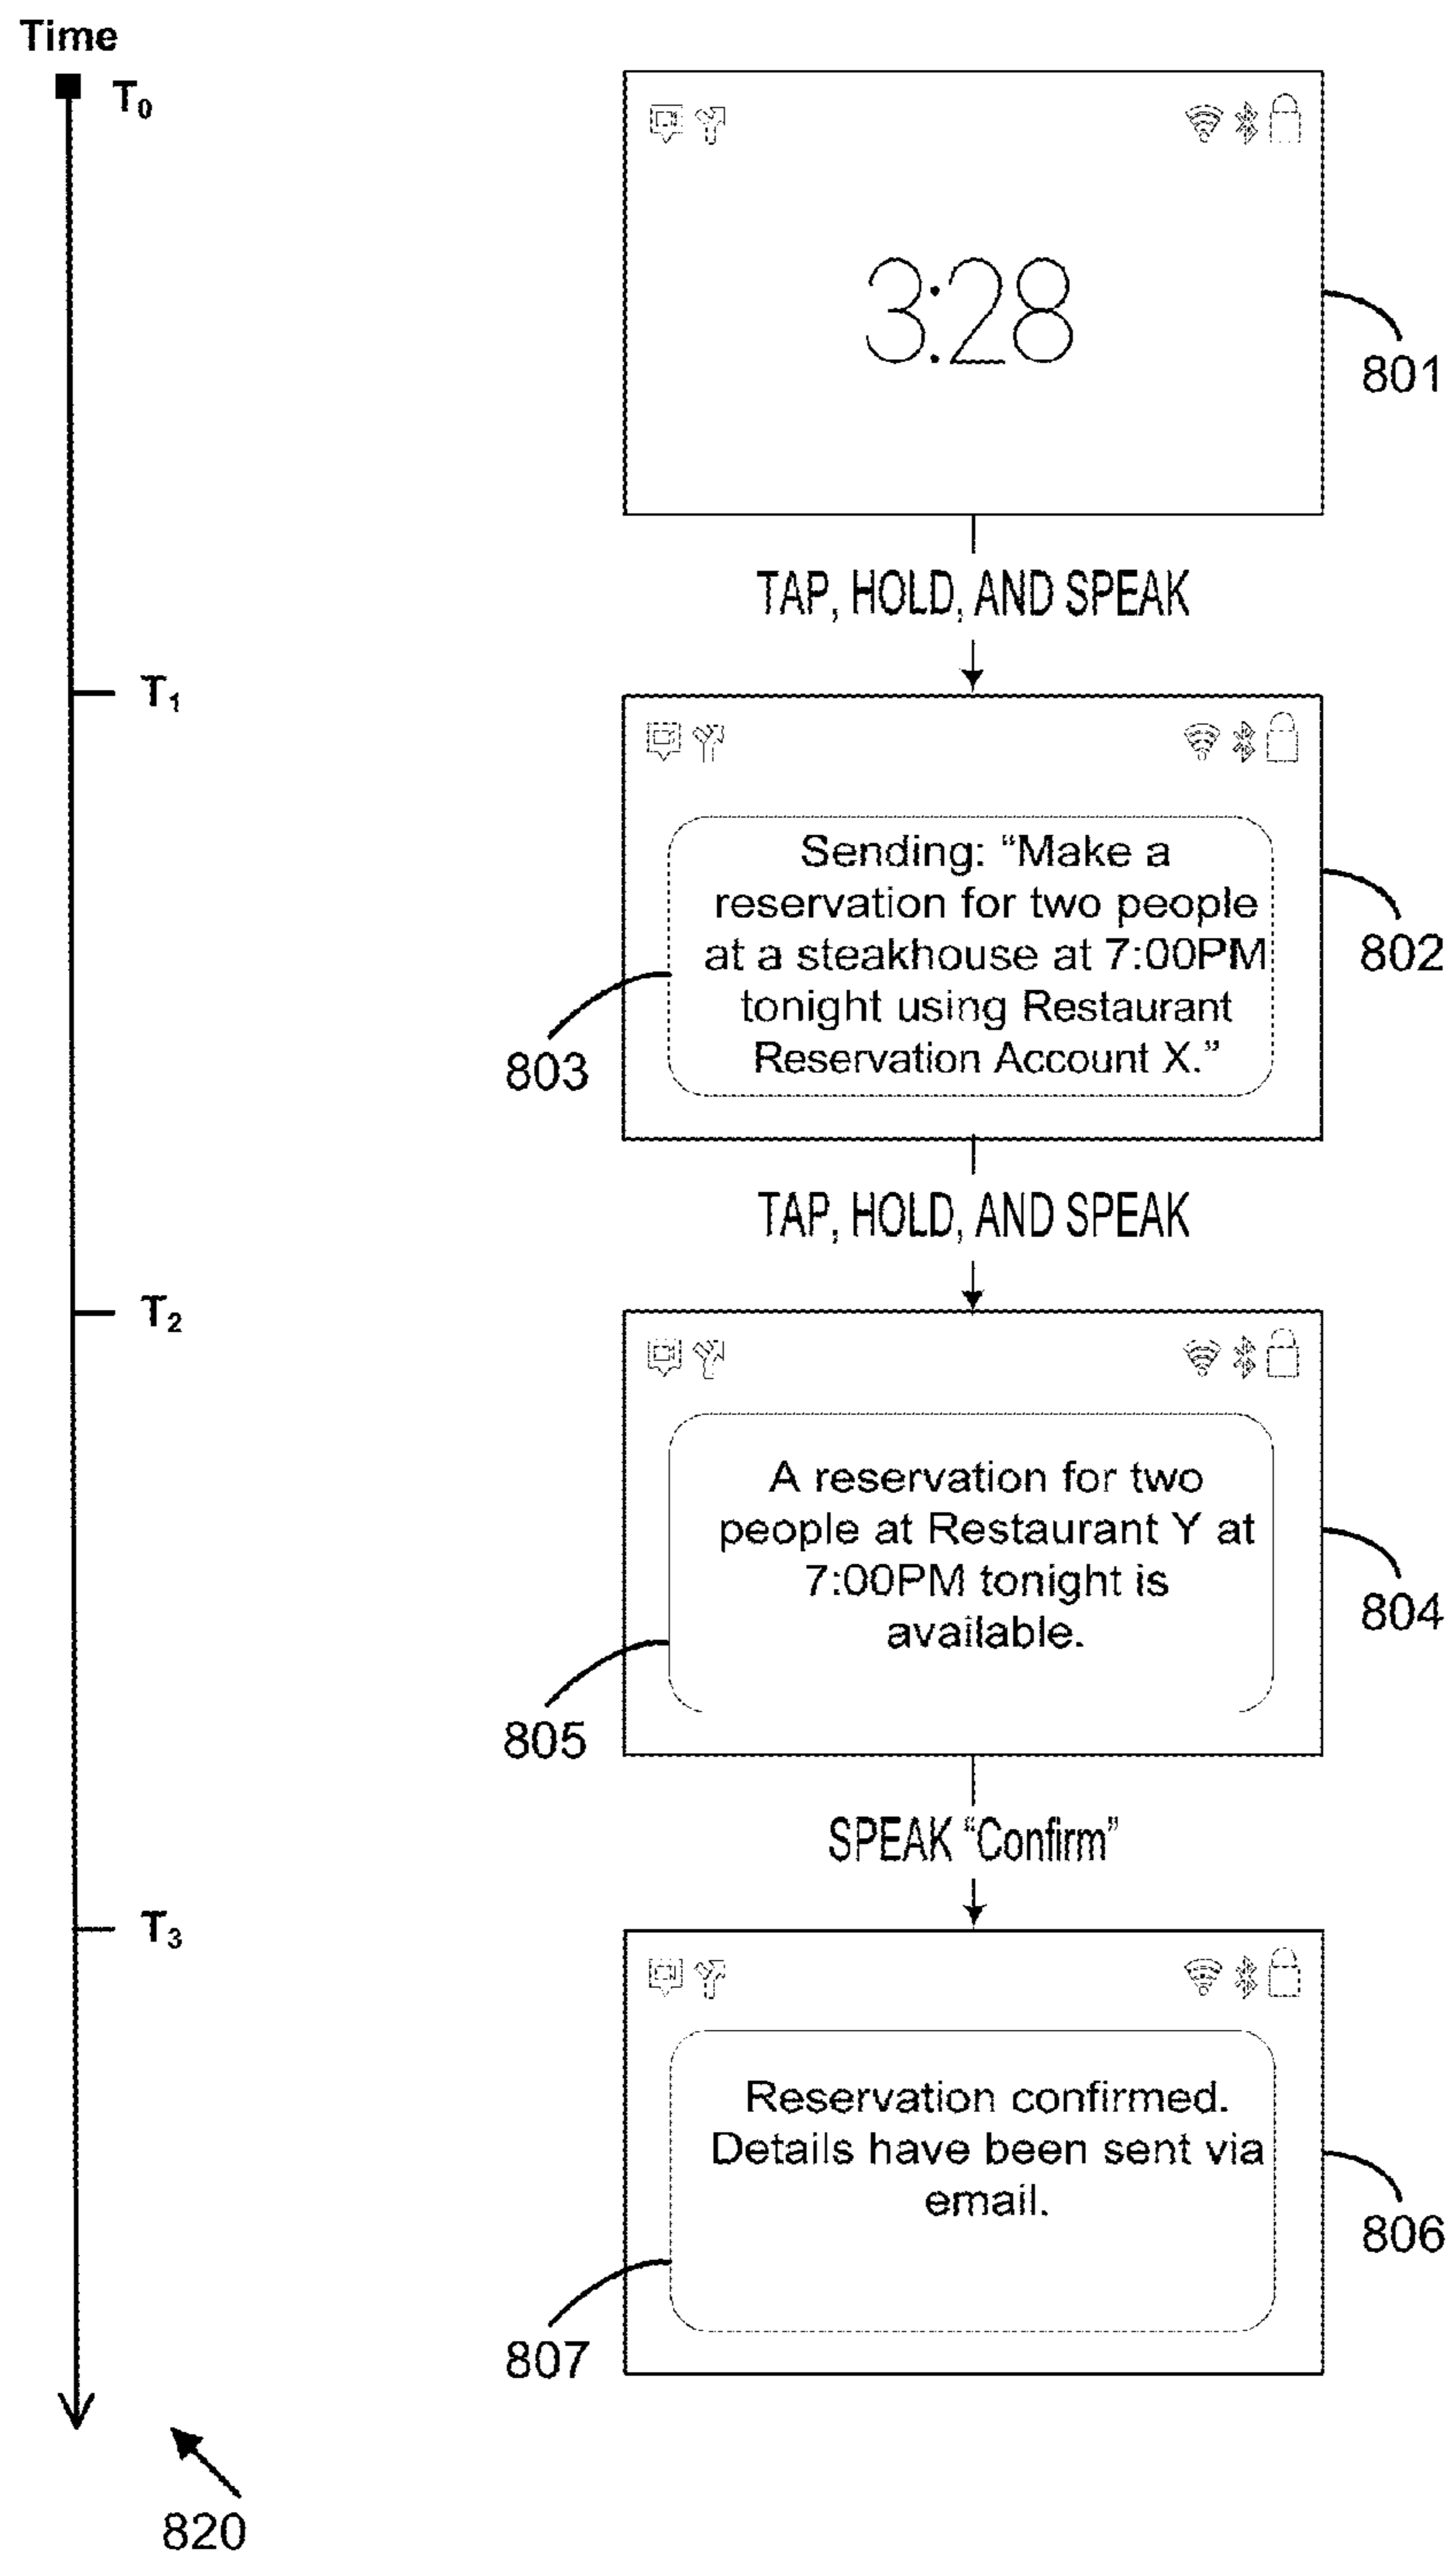 Time
T0
3:28
801
TAP, HOLD, AND SPEAK
T1
Sending: “Make a
reservation for two people
at a steakhouse at 7:00PM
tonight using Restaurant
Reservation Account X.”
802
803
TAP, HOLD, AND SPEAK
T2
A reservation for two
people at Restaurant Y at
7:00PM tonight is
available.
804
805
SPEAK “Confirm”
T3
Reservation confirmed.
Details have been sent via
email.
806
807
820